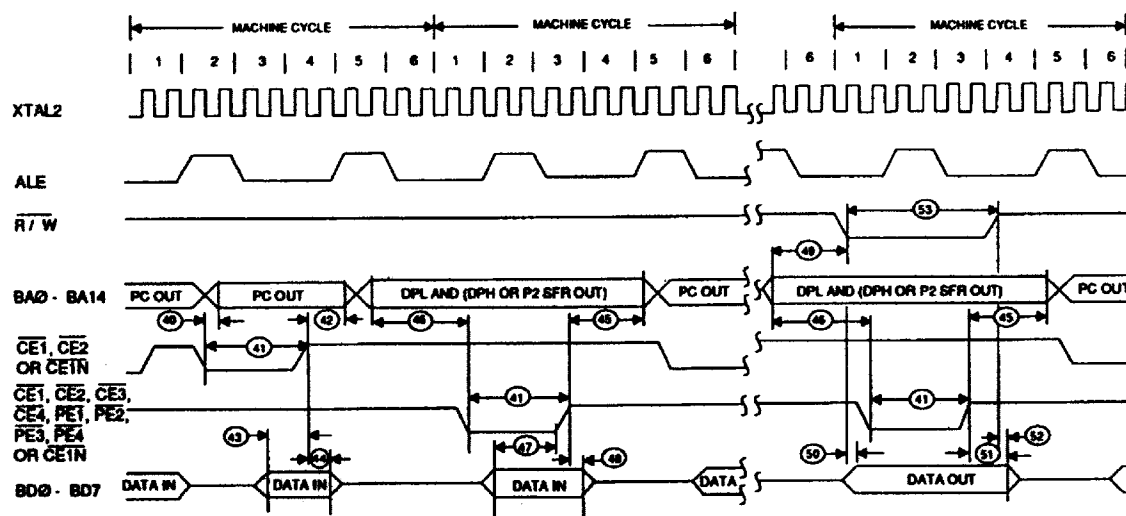 MACHINE CYCLE MACHINE CYCLE MACHINE CYCLE
1 2 3 4 5 6 1 2 3 4 5 6 6 1 2 3 4 5 6
XTAL2
ALE
R / W
53
49
BAØ - BA14 PC OUT PC OUT DPL AND (DPH OR P2 SFR OUT) PC OUT DPL AND (DPH OR P2 SFR OUT) PC OUT
40 42 46 45 46 45
CE1, CE2
OR CE1N
41
CE1, CE2, CE3,
CE4, PE1, PE2,
PE3, PE4
OR CE1N
41 41
43 44 47 48 50 51 52
BDØ - BD7 DATA IN DATA IN DATA IN DATA DATA OUT